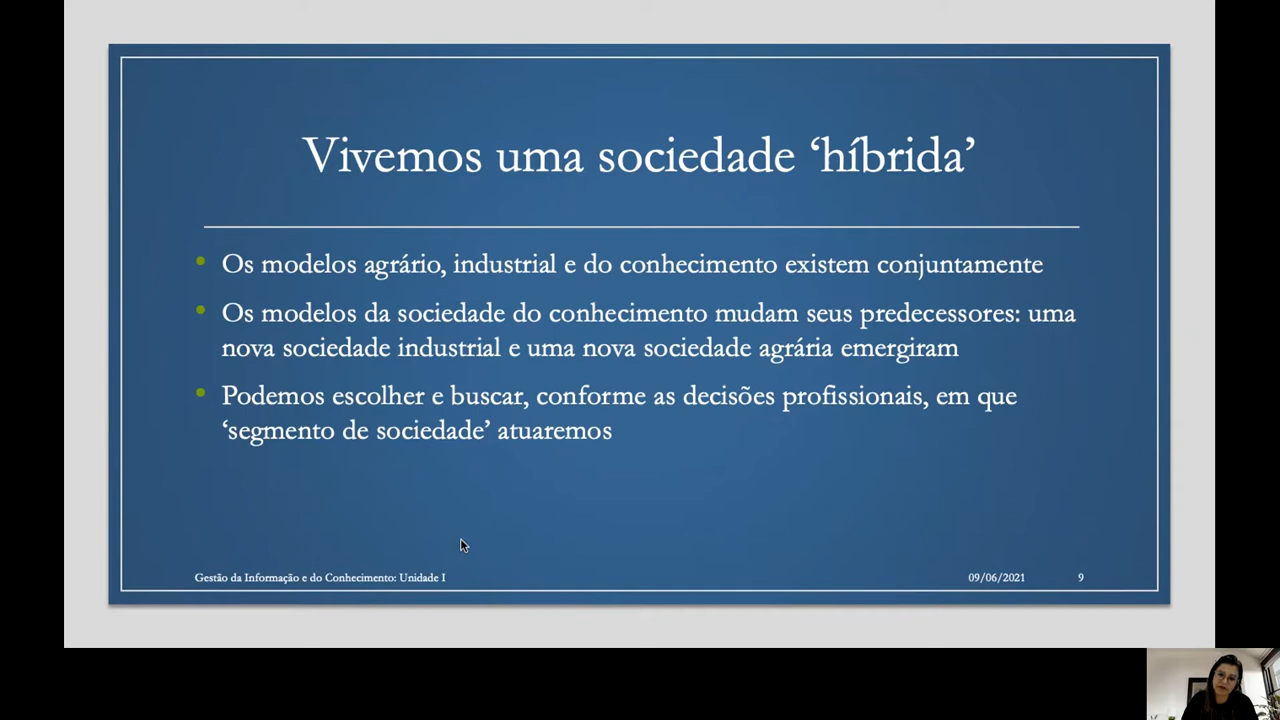 Vivemos uma sociedade ‘híbrida’
• Os modelos agrário, industrial e do conhecimento existem conjuntamente
• Os modelos da sociedade do conhecimento mudam seus predecessores: uma
nova sociedade industrial e uma nova sociedade agrária emergiram
• Podemos escolher e buscar, conforme as decisões profissionais, em que
‘segmento de sociedade’ atuaremos
Gestão da Informação e do Conhecimento: Unidade I 09/06/2021 9